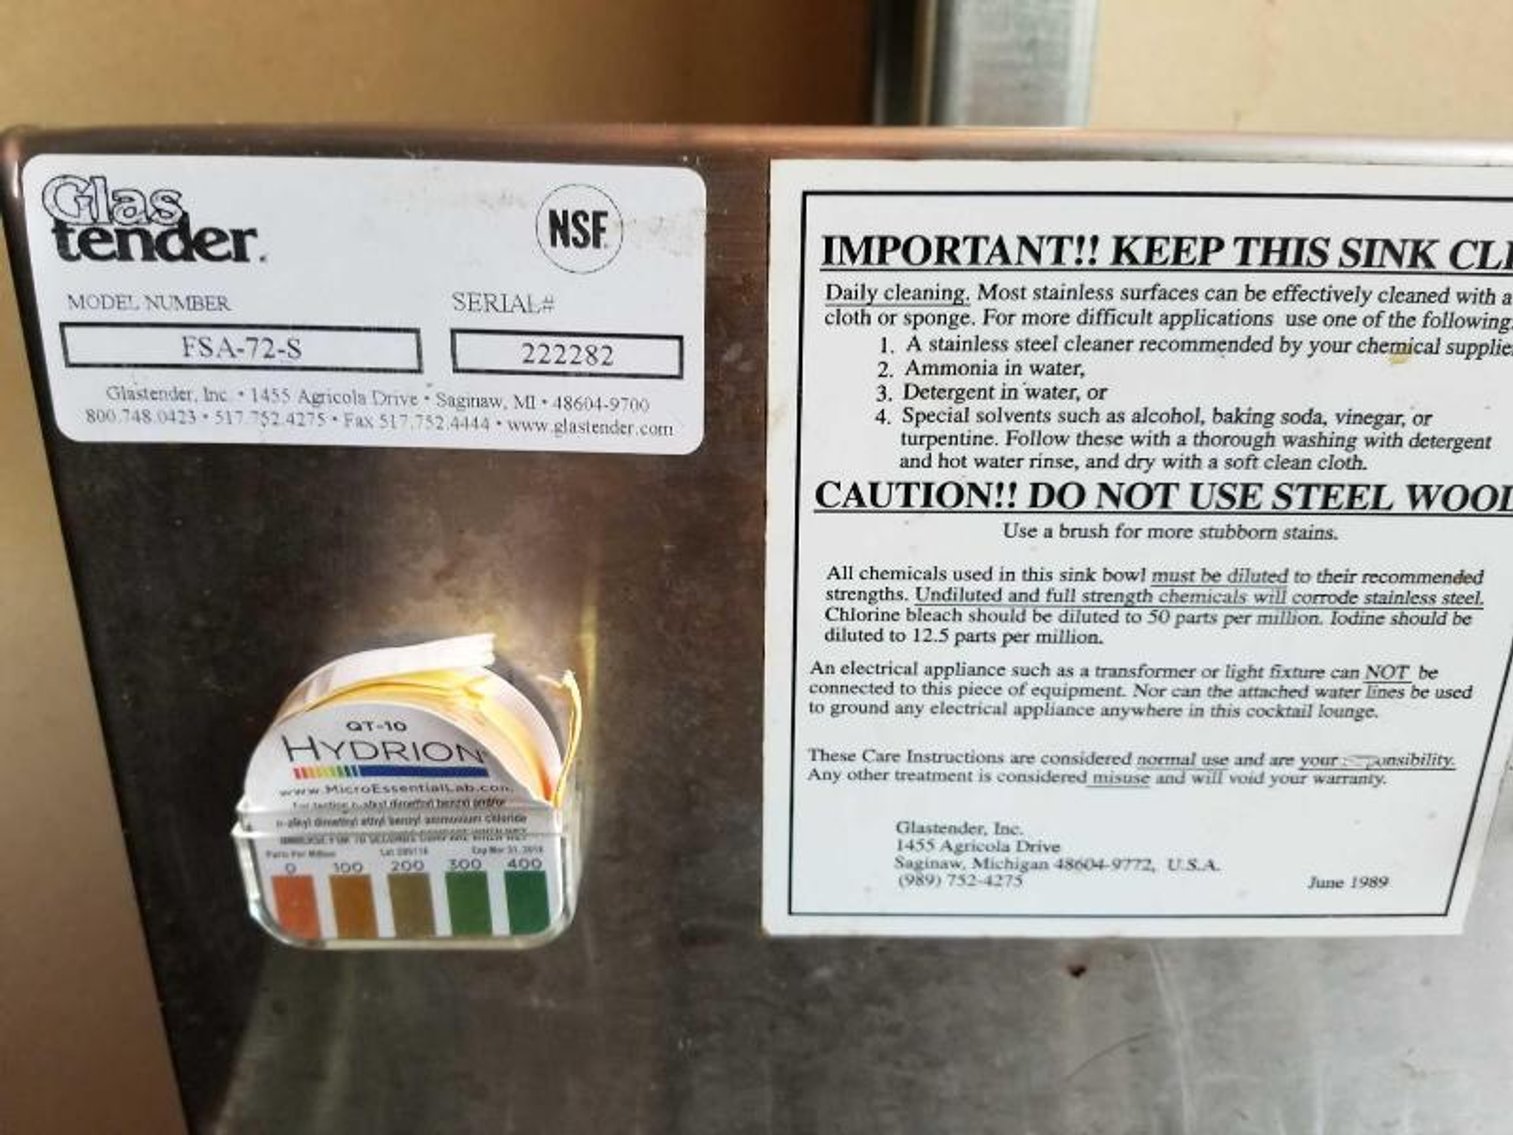 Glas
tender.
NSF
MODEL NUMBER
SERIAL#
FSA-72-S
222282
Glastender, Inc. • 1455 Agricola Drive • Saginaw, MI • 48604-9700
800.748.0423 • 517.752.4275 • Fax 517.752.4444 • www.glastender.com
IMPORTANT!! KEEP THIS SINK CL
Daily cleaning. Most stainless surfaces can be effectively cleaned with a
cloth or sponge. For more difficult applications use one of the following:
1. A stainless steel cleaner recommended by your chemical supplie
2. Ammonia in water,
3. Detergent in water, or
4. Special solvents such as alcohol, baking soda, vinegar, or
turpentine. Follow these with a thorough washing with detergent
and hot water rinse, and dry with a soft clean cloth.
CAUTION!! DO NOT USE STEEL WOOL
Use a brush for more stubborn stains.
All chemicals used in this sink bowl must be diluted to their recommended
strengths. Undiluted and full strength chemicals will corrode stainless steel.
Chlorine bleach should be diluted to 50 parts per million. Iodine should be
diluted to 12.5 parts per million.
An electrical appliance such as a transformer or light fixture can NOT be
connected to this piece of equipment. Nor can the attached water lines be used
to ground any electrical appliance anywhere in this cocktail lounge.
These Care Instructions are considered normal use and are your responsibility.
Any other treatment is considered misuse and will void your warranty.
Glastender, Inc.
1455 Agricola Drive
Saginaw, Michigan 48604-9772, U.S.A.
(989) 752-4275
June 1989
QT-10
HYDRION
www.MicroEssentialLab.com
n-alkyl dimethyl ethyl benzyl ammonium chloride
Parts Per Million
0 100 200 300 400